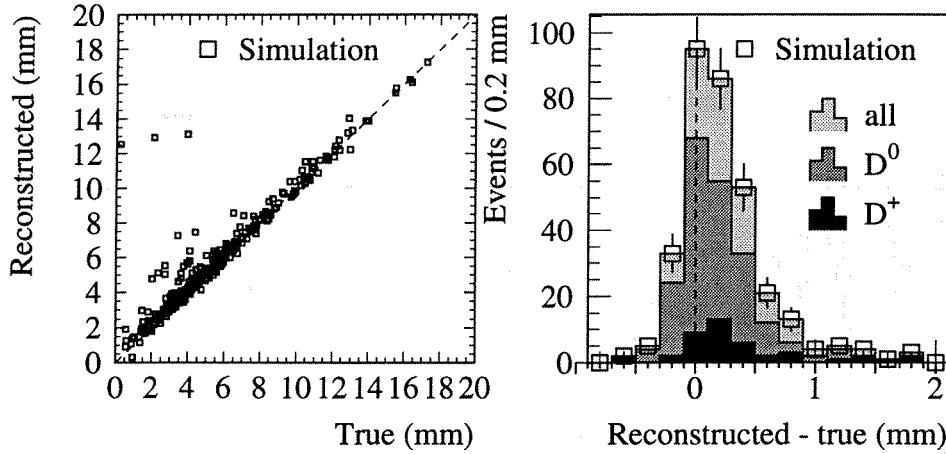 Reconstructed (mm)
20
18
16
14
12
10
8
6
4
2
0
Simulation
0 2 4 6 8 10 12 14 16 18 20
True (mm)
Events / 0.2 mm
100
80
60
40
20
0
Simulation
all
D⁰
D⁺
0 1 2
Reconstructed - true (mm)